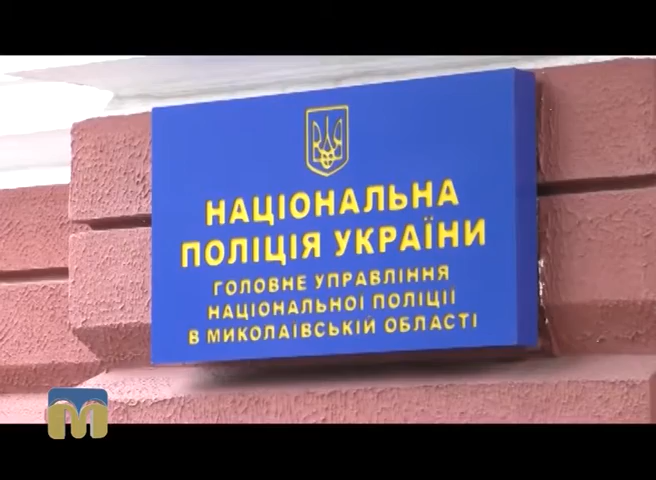 НАЦІОНАЛЬНА
ПОЛІЦІЯ УКРАЇНИ
ГОЛОВНЕ УПРАВЛІННЯ
НАЦІОНАЛЬНОЇ ПОЛІЦІЇ
В МИКОЛАЇВСЬКІЙ ОБЛАСТІ